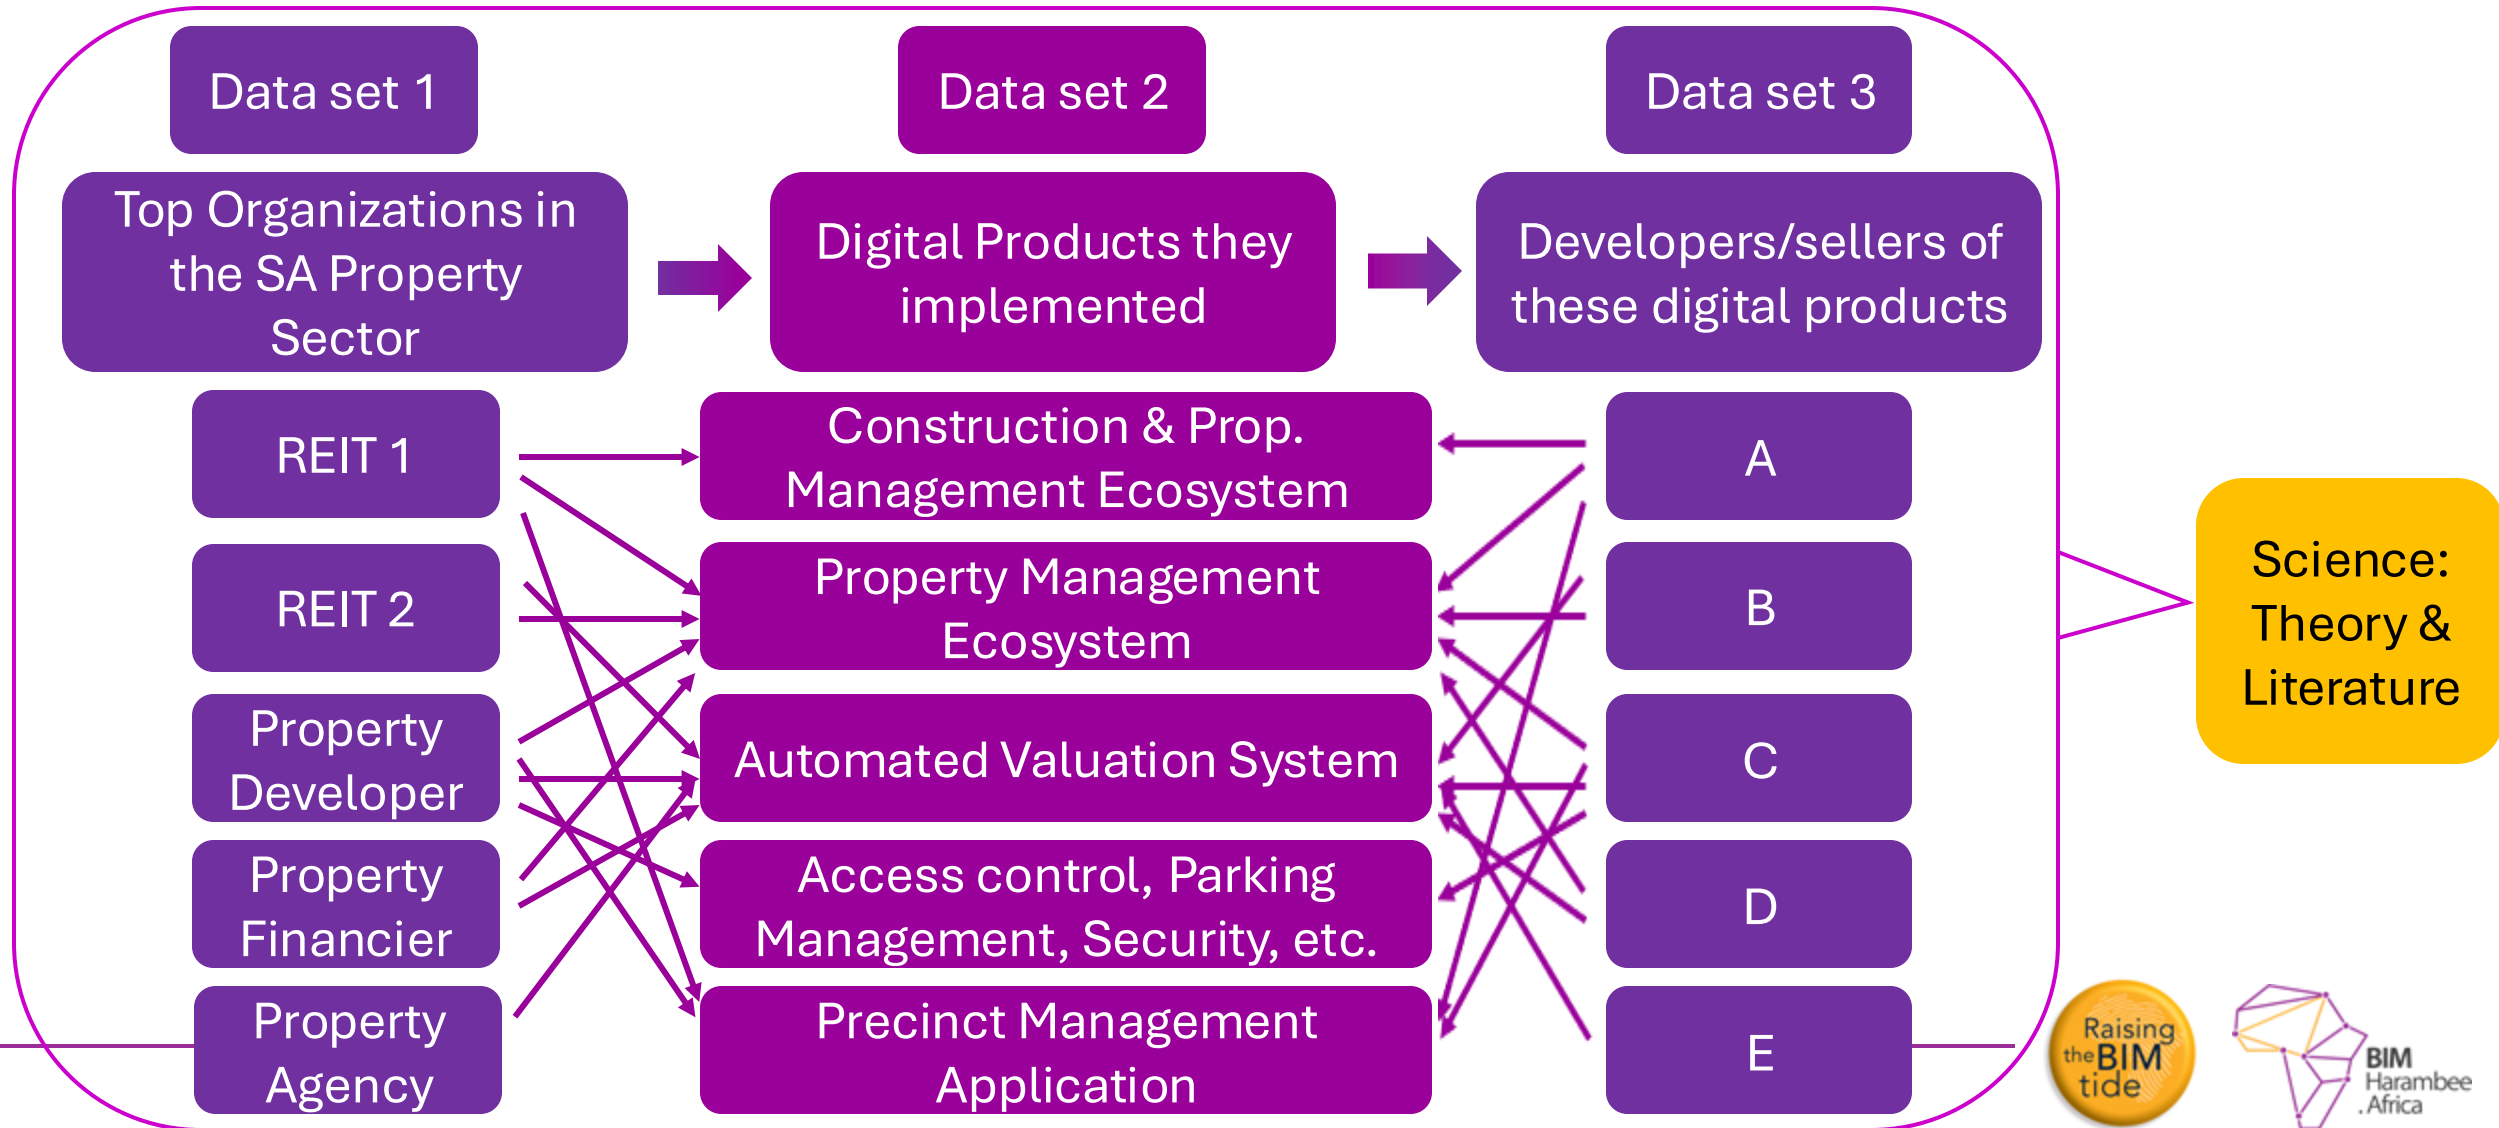 Data set 1
Data set 2
Data set 3
Top Organizations in
the SA Property
Sector
Digital Products they
implemented
Developers/sellers of
these digital products
REIT 1
REIT 2
Property
Developer
Property
Financier
Property
Agency
Construction & Prop.
Management Ecosystem
Property Management
Ecosystem
Automated Valuation System
Access control, Parking
Management, Security, etc.
Precinct Management
Application
A
B
C
D
E
Science:
Theory &
Literature
Raising
the BIM
tide
BIM
Harambee
.Africa